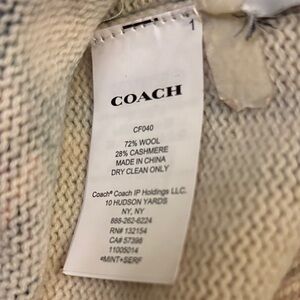 1
COACH
CF040
72% WOOL
28% CASHMERE
MADE IN CHINA
DRY CLEAN ONLY
Coach® Coach IP Holdings LLC.
10 HUDSON YARDS
NY, NY
888-262-6224
RN# 132154
CA# 57398
11005014
#MINT+SERF